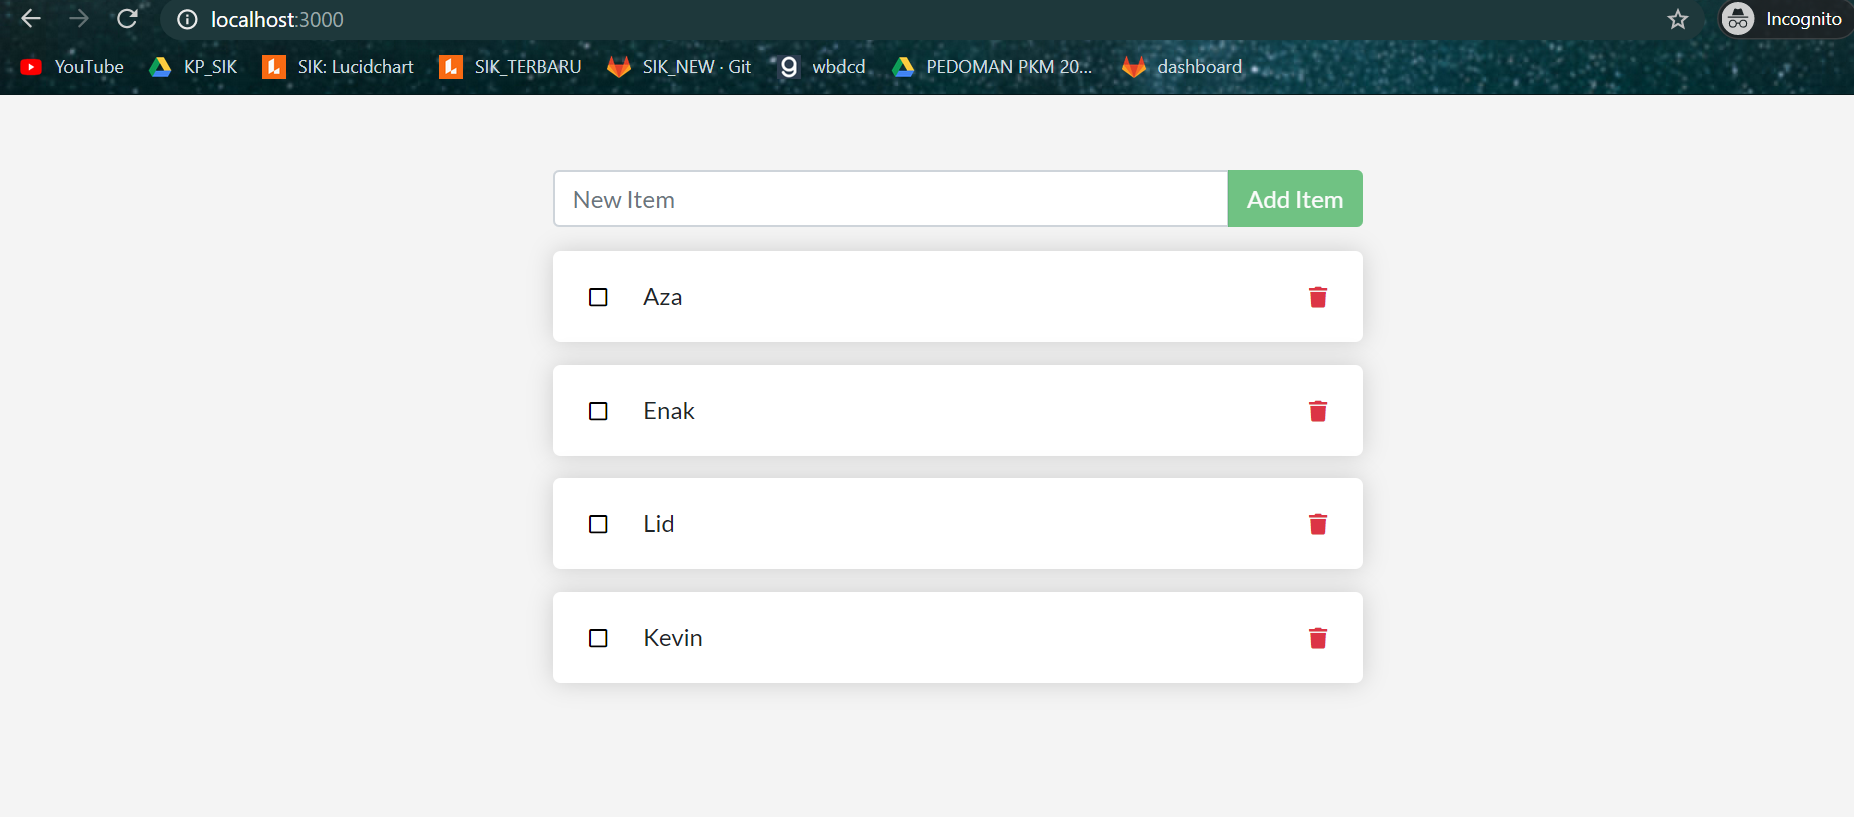 localhost:3000
Incognito
YouTube KP_SIK SIK: Lucidchart SIK_TERBARU SIK_NEW · Git wbdcd PEDOMAN PKM 20... dashboard
New Item Add Item
Aza
Enak
Lid
Kevin